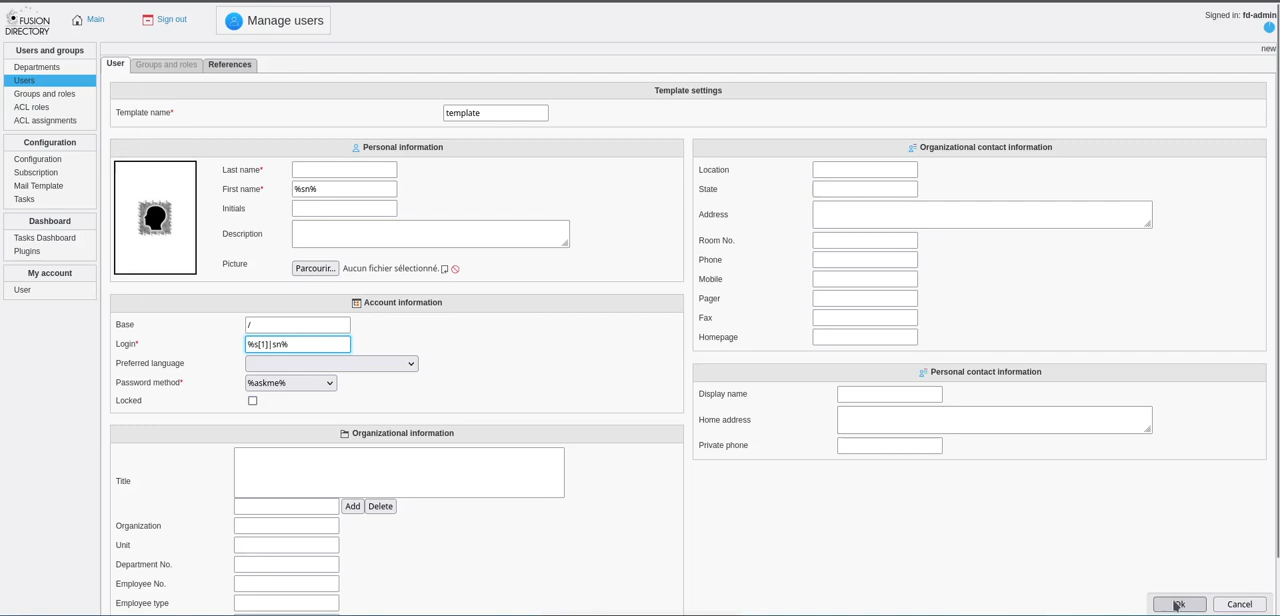 FUSION
DIRECTORY
Main
Sign out
Manage users
Signed in: fd-admin
new
Users and groups
Departments
Users
Groups and roles
ACL roles
ACL assignments
Configuration
Configuration
Subscription
Mail Template
Tasks
Dashboard
Tasks Dashboard
Plugins
My account
User
User
Groups and roles
References
Template settings
Template name*
template
Personal information
Last name*
First name*
%sn%
Initials
Description
Picture
Parcourir... Aucun fichier sélectionné.
Account information
Base
/
Login*
%s[1]|sn%
Preferred language
Password method*
%askme%
Locked
Organizational information
Title
Add Delete
Organization
Unit
Department No.
Employee No.
Employee type
Organizational contact information
Location
State
Address
Room No.
Phone
Mobile
Pager
Fax
Homepage
Personal contact information
Display name
Home address
Private phone
Ok
Cancel